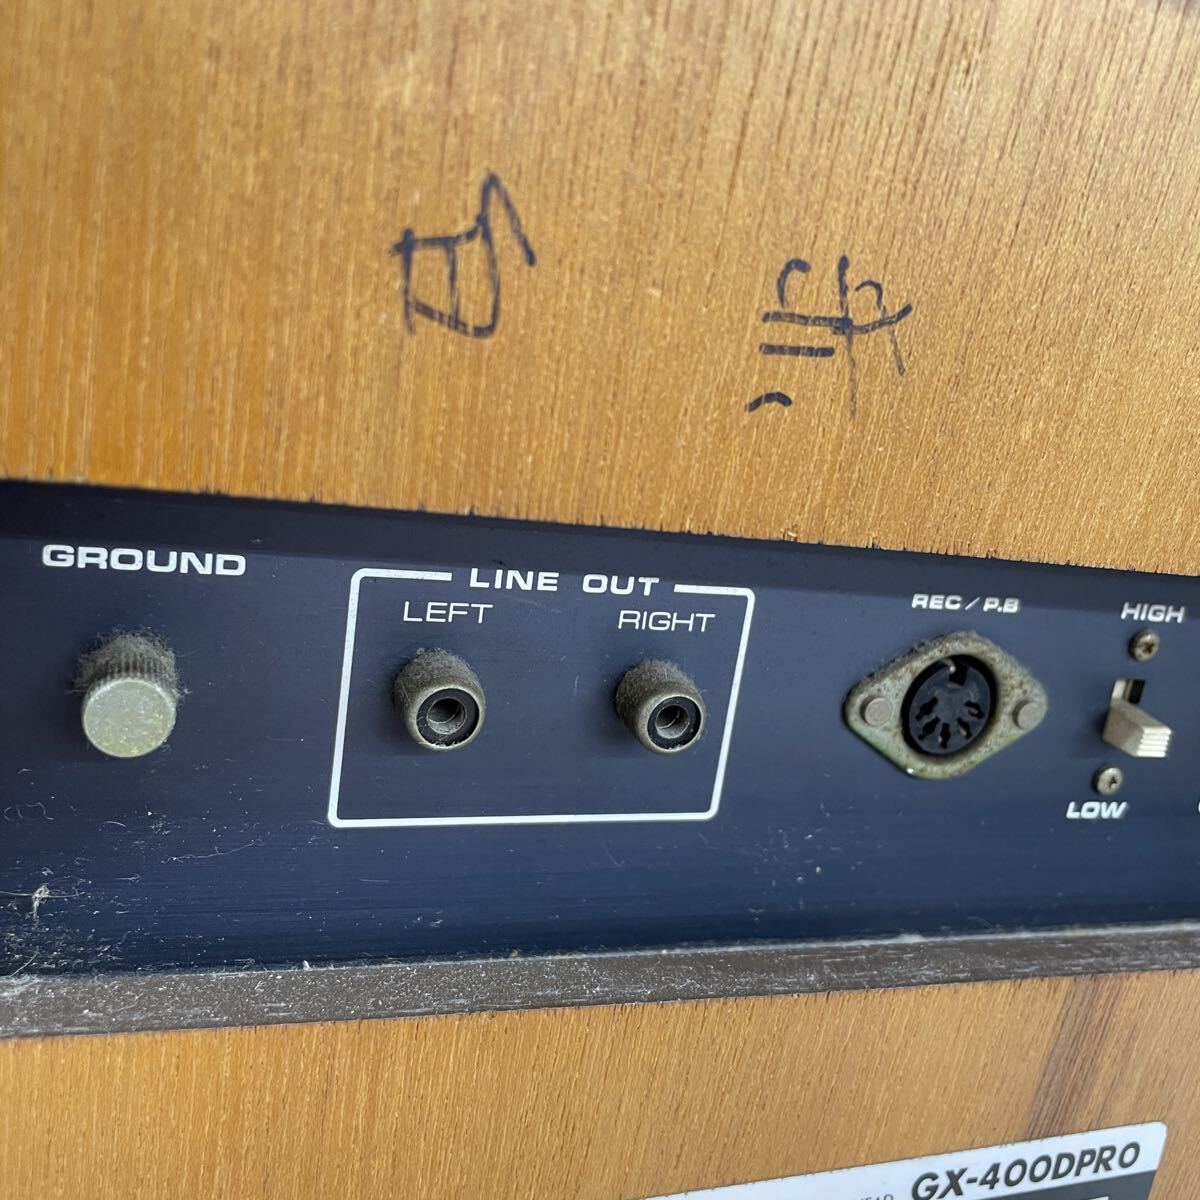 GROUND
LINE OUT
LEFT RIGHT
REC / P.B
HIGH
LOW
GX-400DPRO